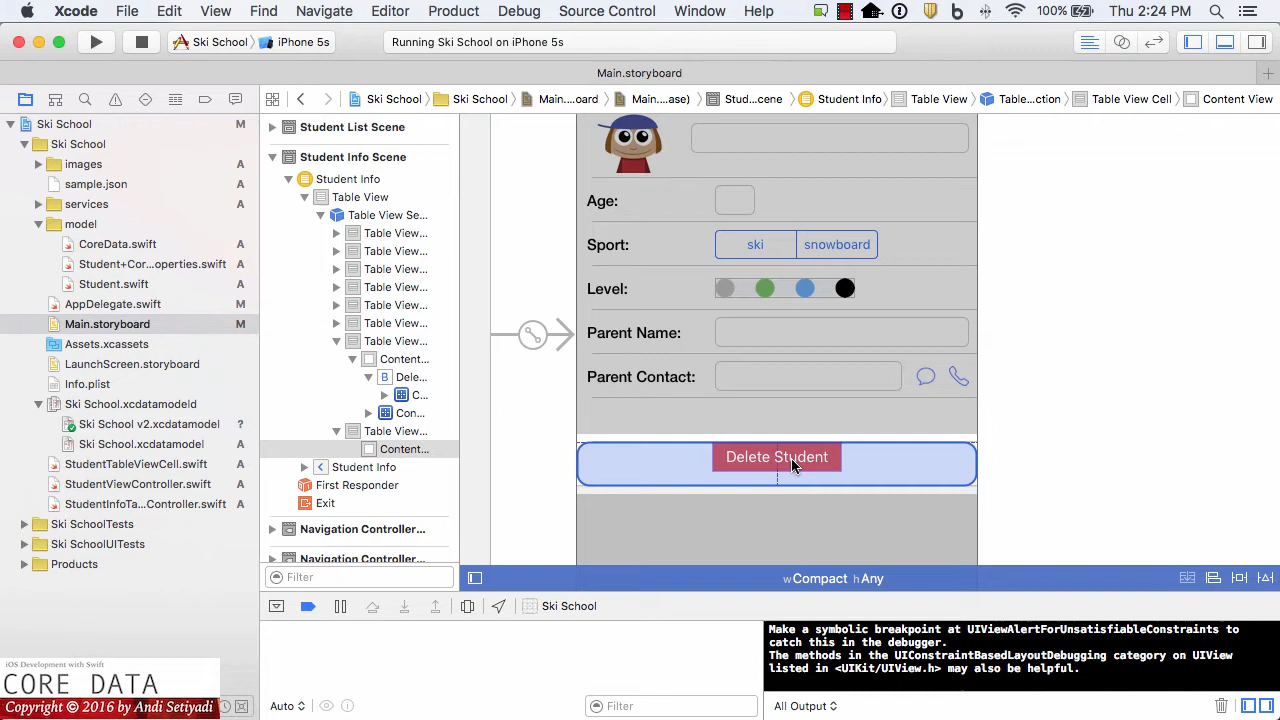 Xcode File Edit View Find Navigate Editor Product Debug Source Control Window Help 100% Thu 2:24 PM
Ski School iPhone 5s Running Ski School on iPhone 5s
Main.storyboard
Ski School Ski School Main....oard Main....ase) Stud...cene Student Info Table View Table...ction Table View Cell Content View
Ski School M
Ski School
images A
sample.json A
services A
model
CoreData.swift A
Student+Cor...operties.swift A
Student.swift A
AppDelegate.swift M
Main.storyboard M
Assets.xcassets A
LaunchScreen.storyboard A
Info.plist A
Ski School.xcdatamodeld A
Ski School v2.xcdatamodel ?
Ski School.xcdatamodel A
StudentTableViewCell.swift A
StudentViewController.swift A
StudentInfoTa...Controller.swift A
Ski SchoolTests
Ski SchoolUITests
Products
Student List Scene
Student Info Scene
Student Info
Table View
Table View Se...
Table View...
Table View...
Table View...
Table View...
Table View...
Table View...
Table View...
Content...
B Dele...
C...
Con...
Table View...
Content...
Student Info
First Responder
Exit
Navigation Controller...
Navigation Controller...
Filter
Age:
Sport: ski snowboard
Level:
Parent Name:
Parent Contact:
Delete Student
wCompact hAny
Ski School
Make a symbolic breakpoint at UIViewAlertForUnsatisfiableConstraints to
catch this in the debugger.
The methods in the UIConstraintBasedLayoutDebugging category on UIView
listed in <UIKit/UIView.h> may also be helpful.
Auto Filter All Output
iOS Development with Swift
CORE DATA
Copyright © 2016 by Andi Setiyadi